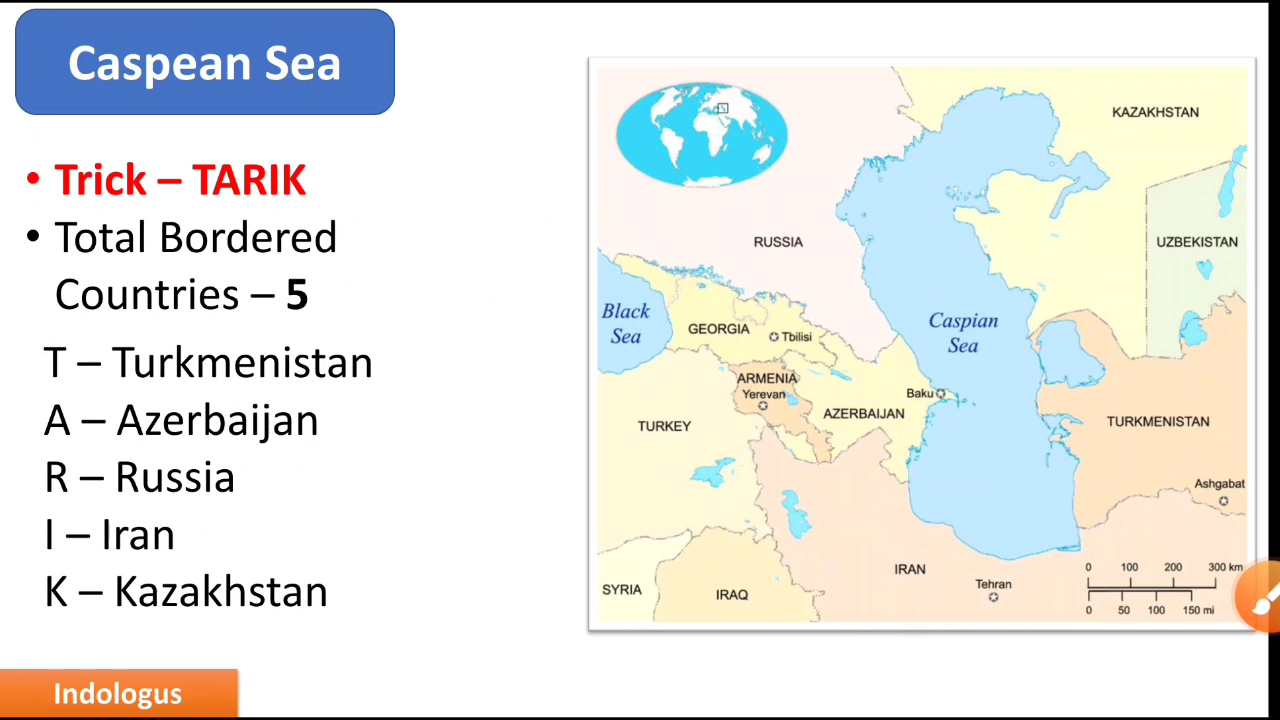 Caspean Sea
• Trick – TARIK
• Total Bordered
Countries – 5
T – Turkmenistan
A – Azerbaijan
R – Russia
I – Iran
K – Kazakhstan
Indologus
KAZAKHSTAN
UZBEKISTAN
RUSSIA
Black
Sea
GEORGIA
Tbilisi
Caspian
Sea
ARMENIA
Yerevan
Baku
AZERBAIJAN
TURKEY
TURKMENISTAN
Ashgabat
IRAN
Tehran
SYRIA
IRAQ
0 100 200 300 km
0 50 100 150 mi